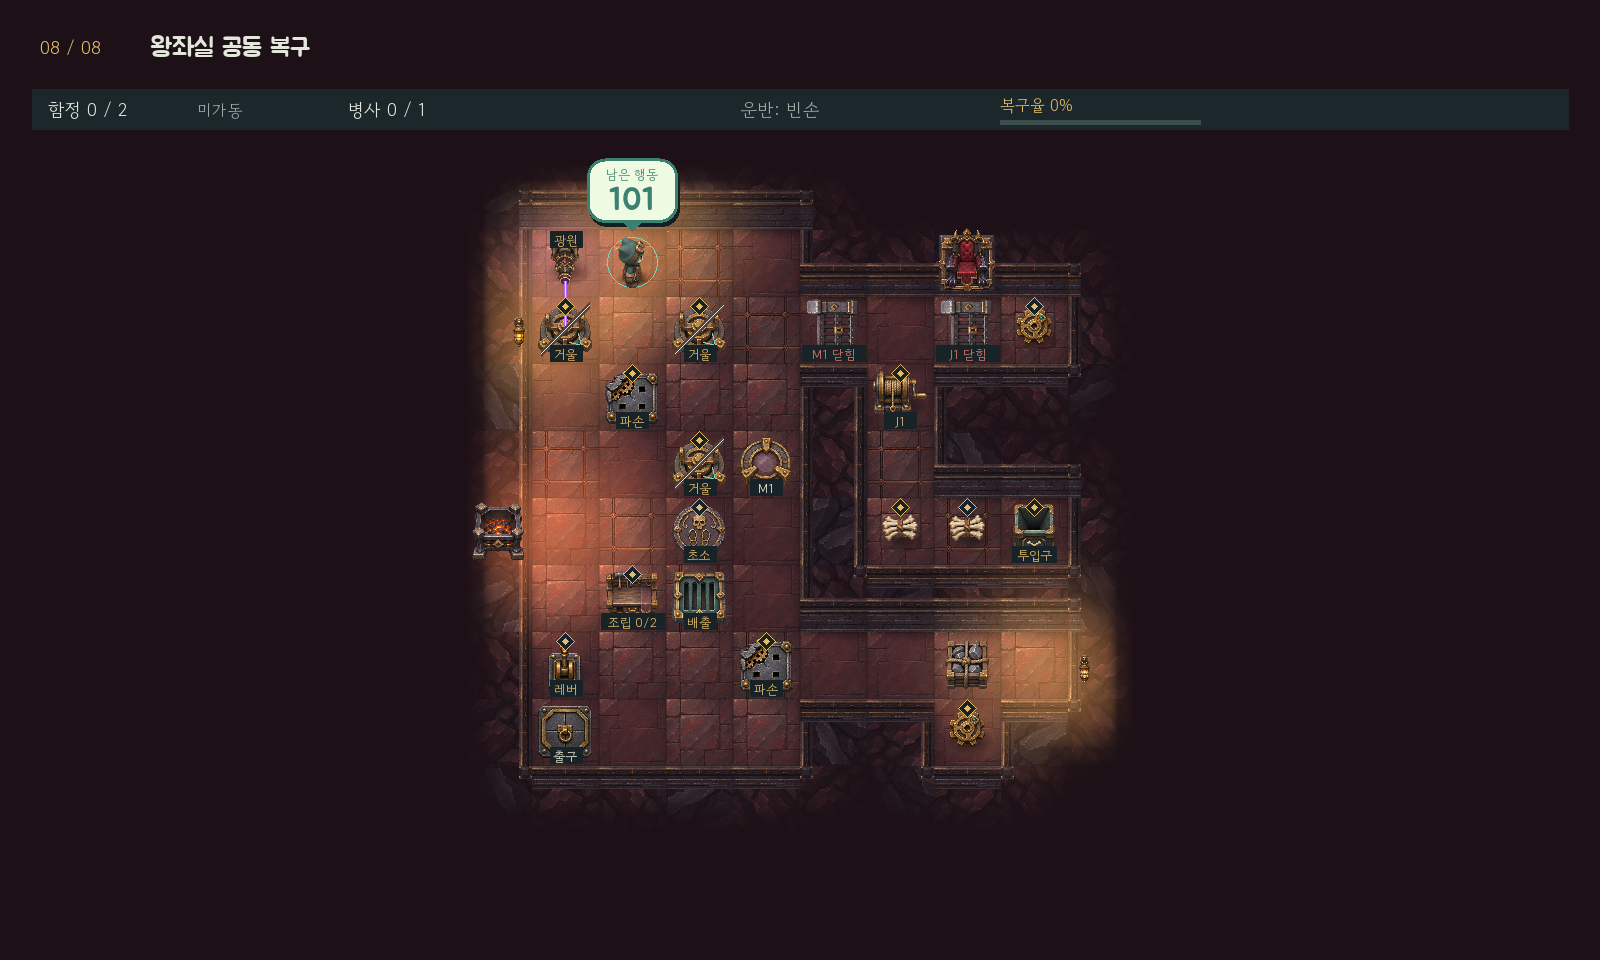 08 / 08
왕좌실 공동 복구
함정 0 / 2
미가동
병사 0 / 1
운반: 빈손
복구율 0%
남은 행동
101
광원
거울
거울
M1 닫힘
J1 닫힘
파손
J1
거울
M1
초소
투입구
조립 0/2
배출
레버
파손
출구